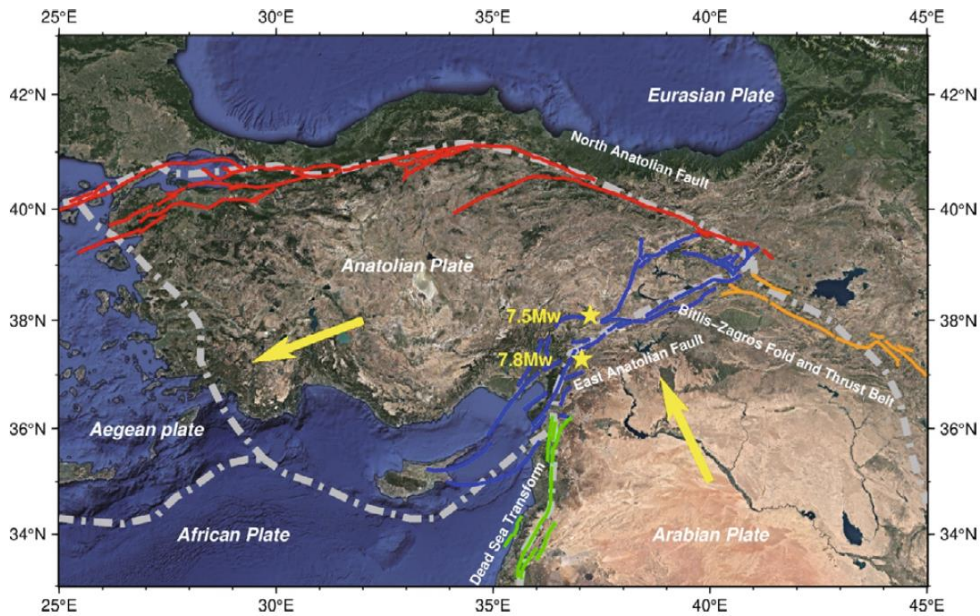 25°E 30°E 35°E 40°E 45°E
42°N 42°N
Eurasian Plate
North Anatolian Fault
40°N 40°N
Anatolian Plate
38°N 38°N
7.5Mw
Bitlis-Zagros Fold and Thrust Belt
7.8Mw
East Anatolian Fault
36°N 36°N
Aegean plate
Dead Sea Transform
African Plate
Arabian Plate
34°N 34°N
25°E 30°E 35°E 40°E 45°E